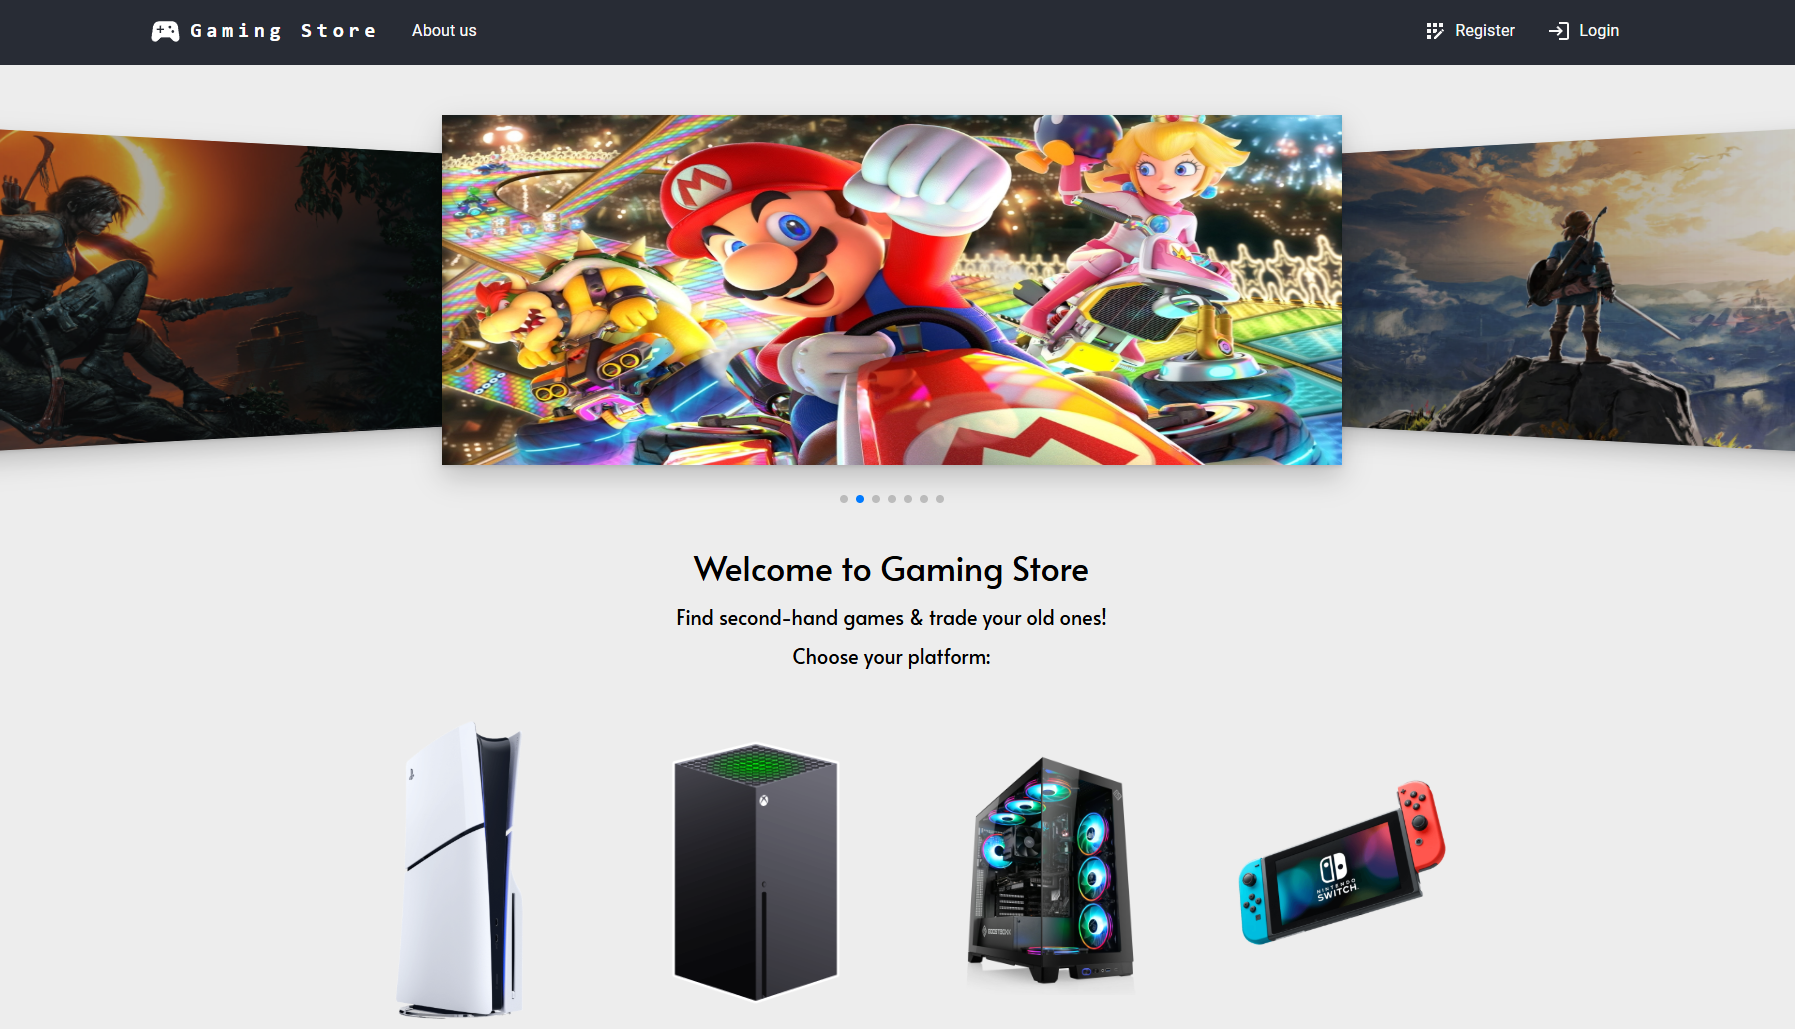 Gaming Store
About us
Register
Login
M
Welcome to Gaming Store
Find second-hand games & trade your old ones!
Choose your platform:
NINTENDO
SWITCH